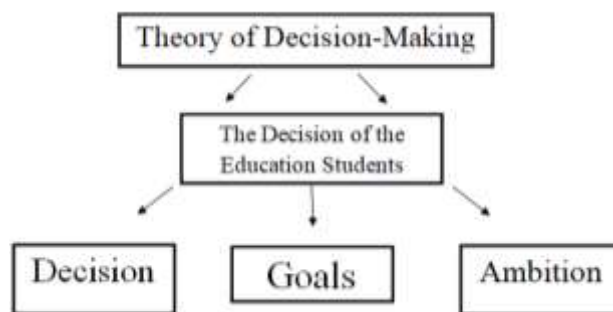 Theory of Decision-Making
The Decision of the
Education Students
Decision
Goals
Ambition